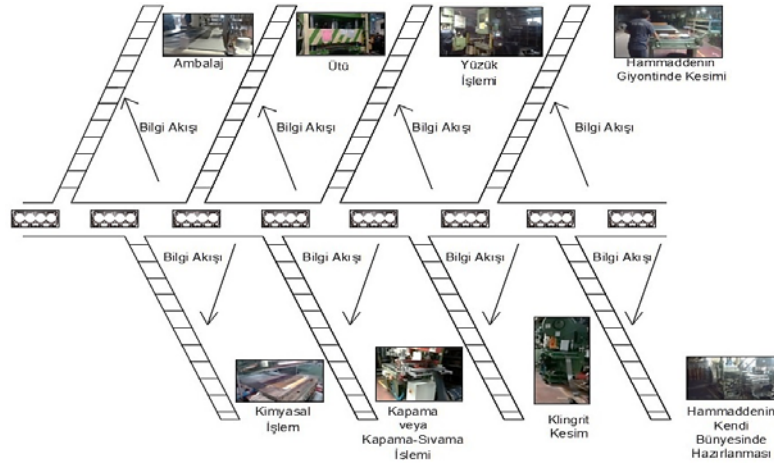 Ambalaj
Ütü
Yüzük
İşlemi
Hammaddenin
Giyontinde Kesimi
Bilgi Akışı
Bilgi Akışı
Bilgi Akışı
Bilgi Akışı
Bilgi Akışı
Bilgi Akışı
Bilgi Akışı
Bilgi Akışı
Kimyasal
İşlem
Kapama
veya
Kapama-Sıvama
İşlemi
Klingrit
Kesim
Hammaddenin
Kendi
Bünyesinde
Hazırlanması